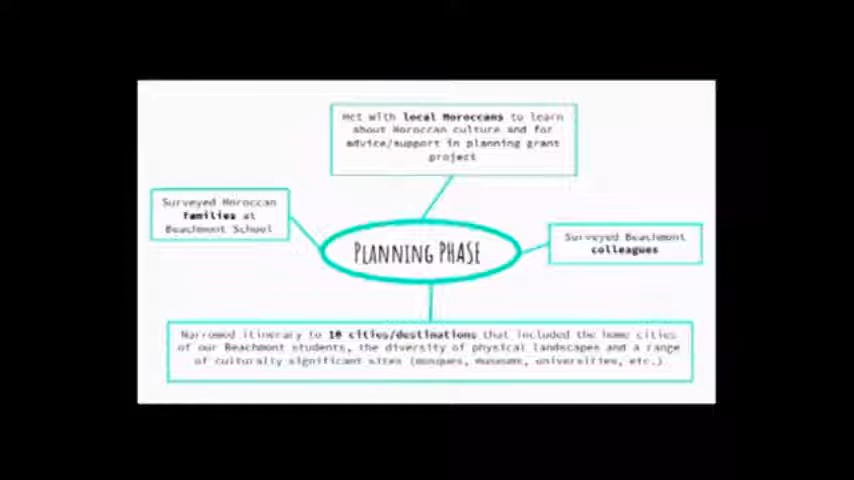 Met with local Moroccans to learn
about Moroccan culture and for
advice/support in planning grant
project
Surveyed Moroccan
families at
Beachmont School
PLANNING PHASE
Surveyed Beachmont
colleagues
Narrowed itinerary to 10 cities/destinations that included the home cities
of our Beachmont students, the diversity of physical landscapes and a range
of culturally significant sites (mosques, museums, universities, etc.)